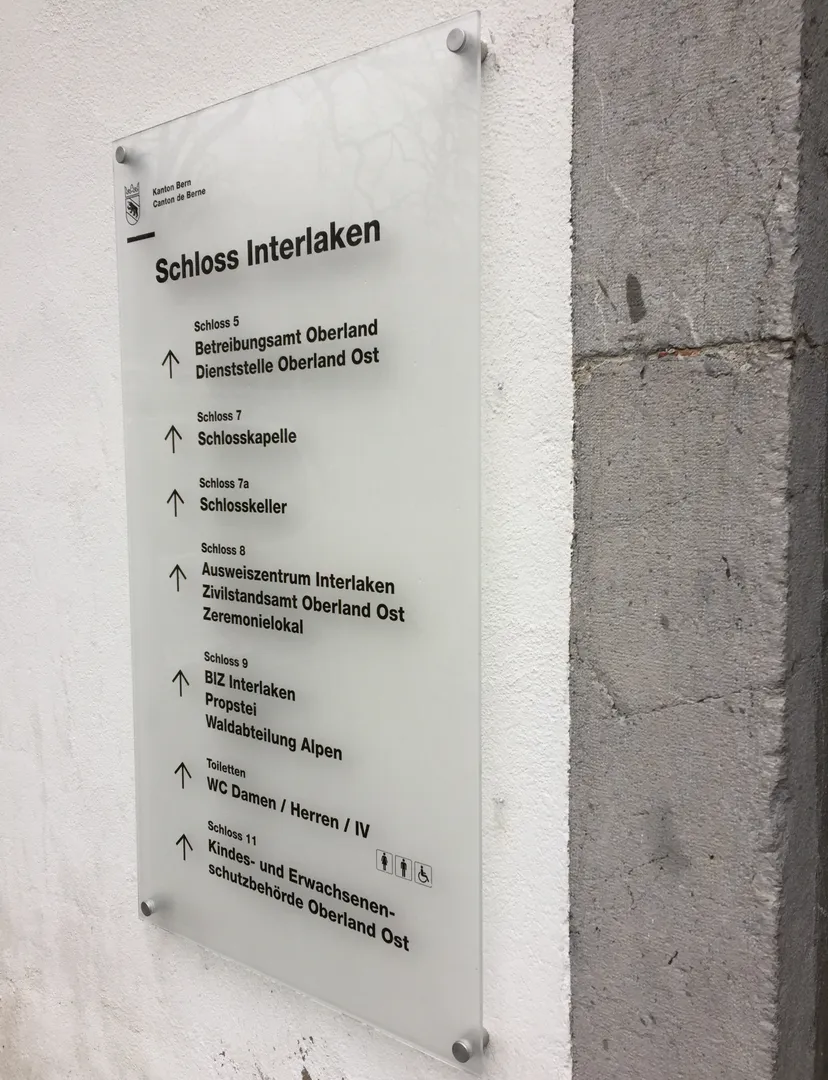 Kanton Bern
Canton de Berne
Schloss Interlaken
Schloss 5
Betreibungsamt Oberland
Dienststelle Oberland Ost
Schloss 7
Schlosskapelle
Schloss 7a
Schlosskeller
Schloss 8
Ausweiszentrum Interlaken
Zivilstandsamt Oberland Ost
Zeremonielokal
Schloss 9
BIZ Interlaken
Propstei
Waldabteilung Alpen
Toiletten
WC Damen / Herren / IV
Schloss 11
Kindes- und Erwachsenen-
schutzbehörde Oberland Ost